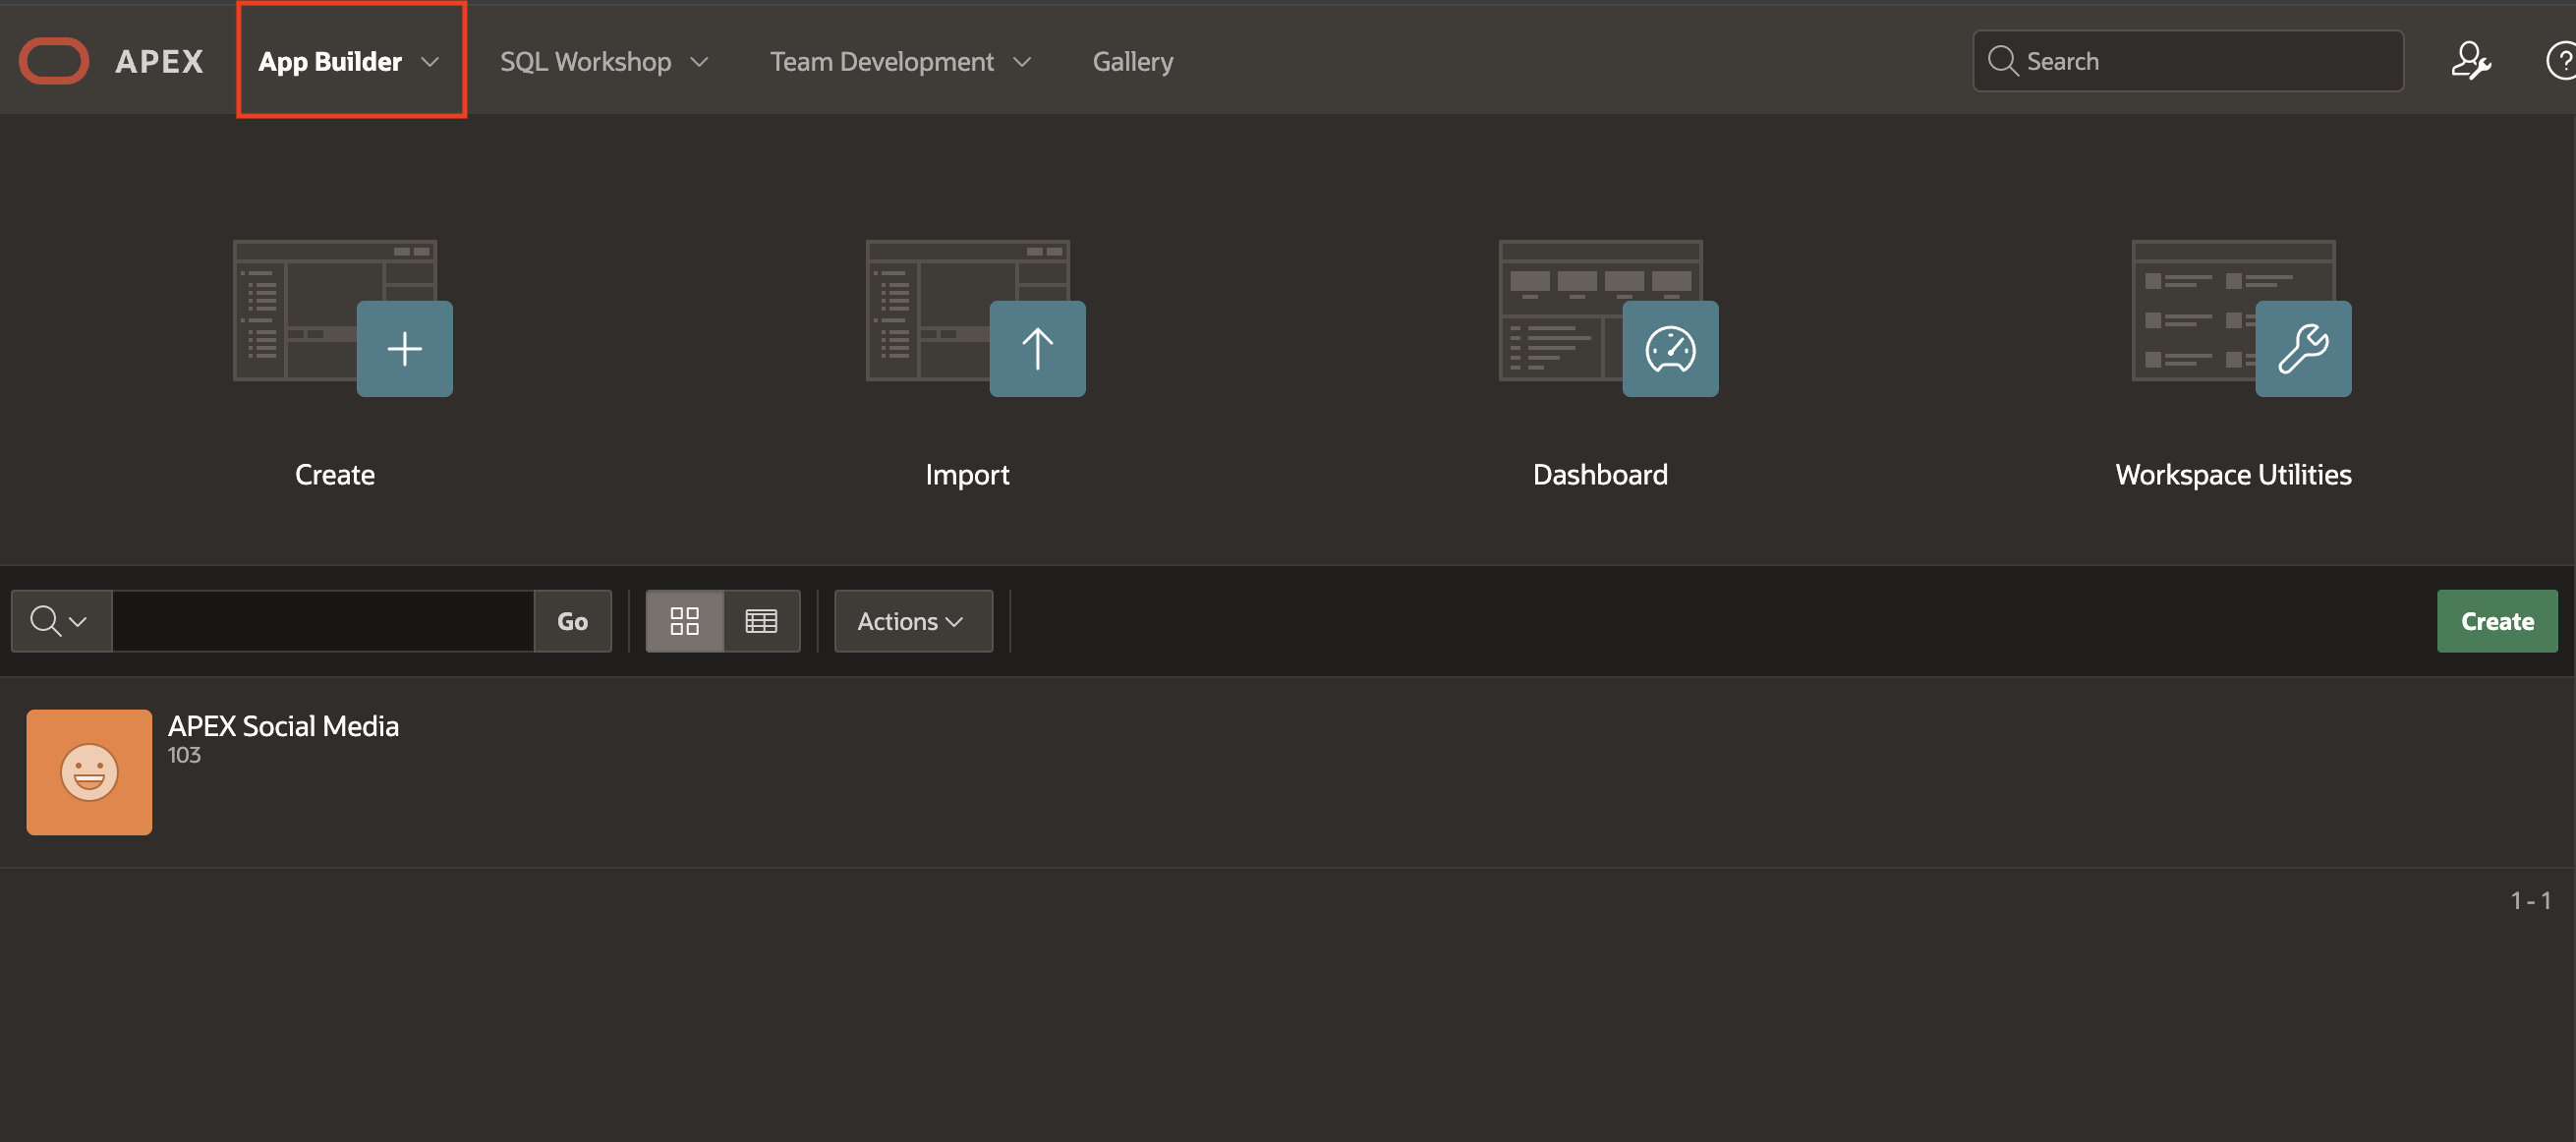 APEX App Builder SQL Workshop Team Development Gallery Search ?
Create Import Dashboard Workspace Utilities
Go Actions Create
APEX Social Media
103
1 - 1